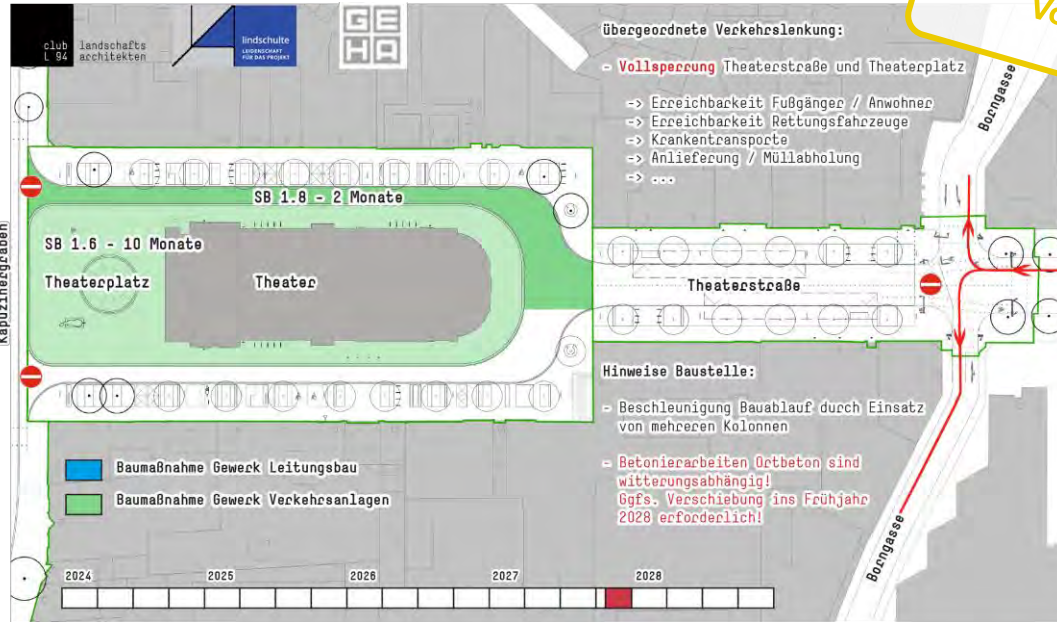 club
L 94
landschafts
architekten
lindschulte
LEIDENSCHAFT
FÜR DAS PROJEKT
GE
HA
übergeordnete Verkehrslenkung:
- Vollsperrung Theaterstraße und Theaterplatz
-> Erreichbarkeit Fußgänger / Anwohner
-> Erreichbarkeit Rettungsfahrzeuge
-> Krankentransporte
-> Anlieferung / Müllabholung
-> ...
Borngasse
Kapuzinergraben
SB 1.8 - 2 Monate
SB 1.6 - 10 Monate
Theaterplatz
Theater
Theaterstraße
Hinweise Baustelle:
- Beschleunigung Bauablauf durch Einsatz
von mehreren Kolonnen
- Betonierarbeiten Ortbeton sind
witterungsabhängig!
Ggfs. Verschiebung ins Frühjahr
2028 erforderlich!
Baumaßnahme Gewerk Leitungsbau
Baumaßnahme Gewerk Verkehrsanlagen
Borngasse
2024 2025 2026 2027 2028